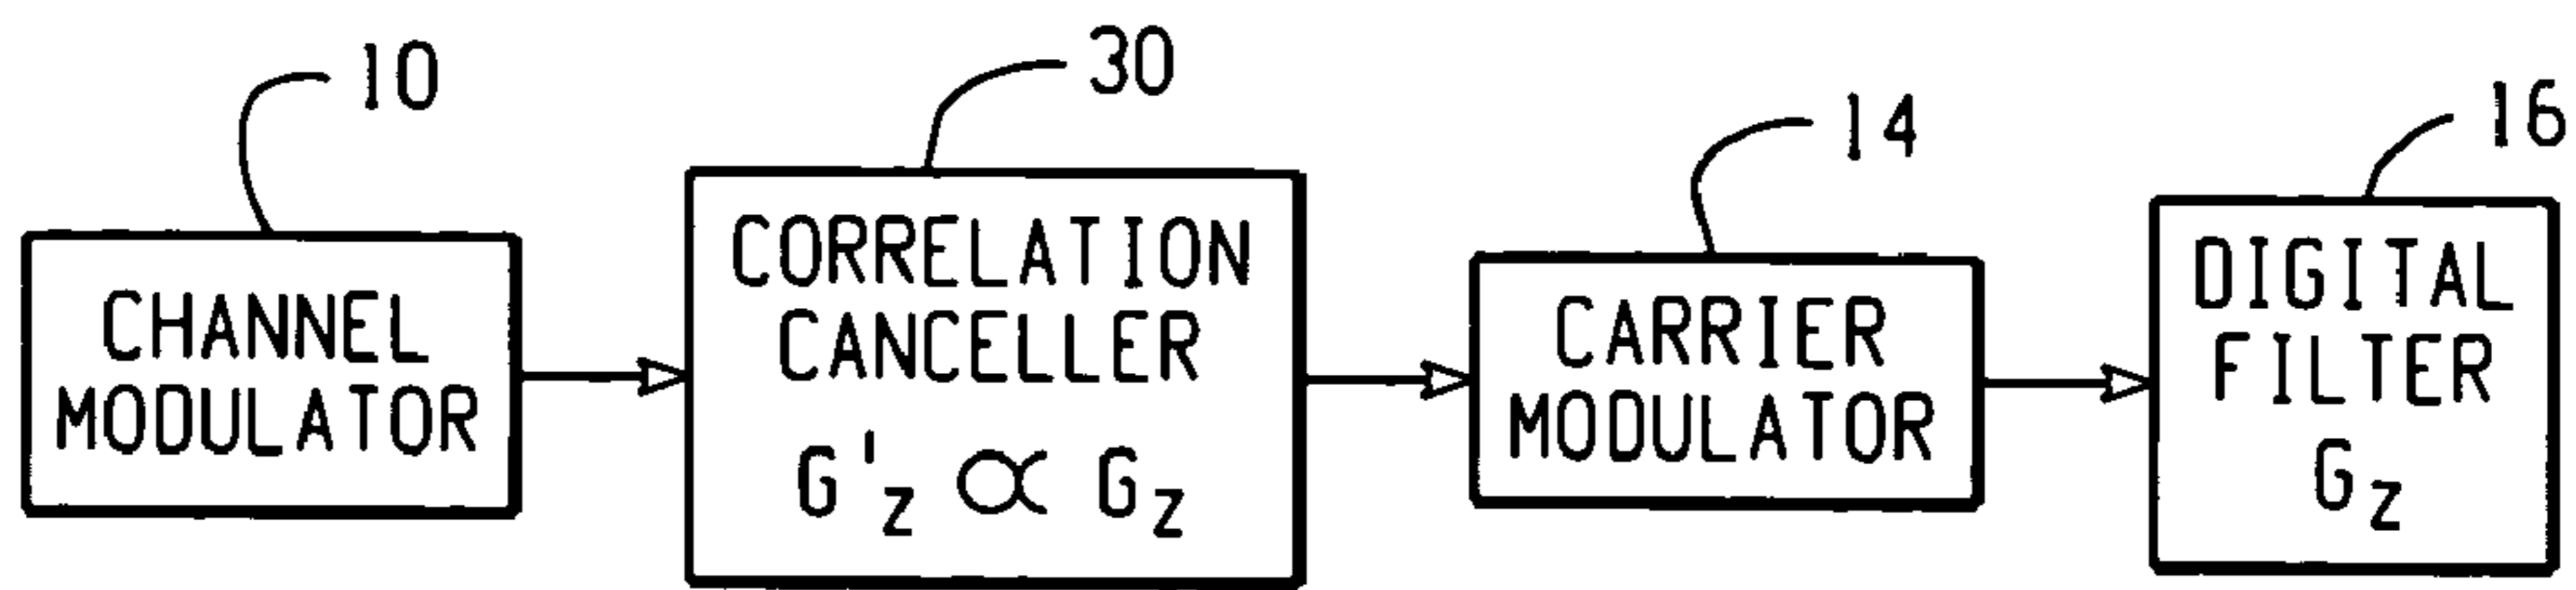 10
30
14
16
CHANNEL
MODULATOR
CORRELATION
CANCELLER
G'z ∝ Gz
CARRIER
MODULATOR
DIGITAL
FILTER
Gz